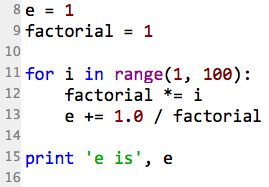 8 e = 1
9 factorial = 1
10
11 for i in range(1, 100):
12     factorial *= i
13     e += 1.0 / factorial
14
15 print 'e is', e
16